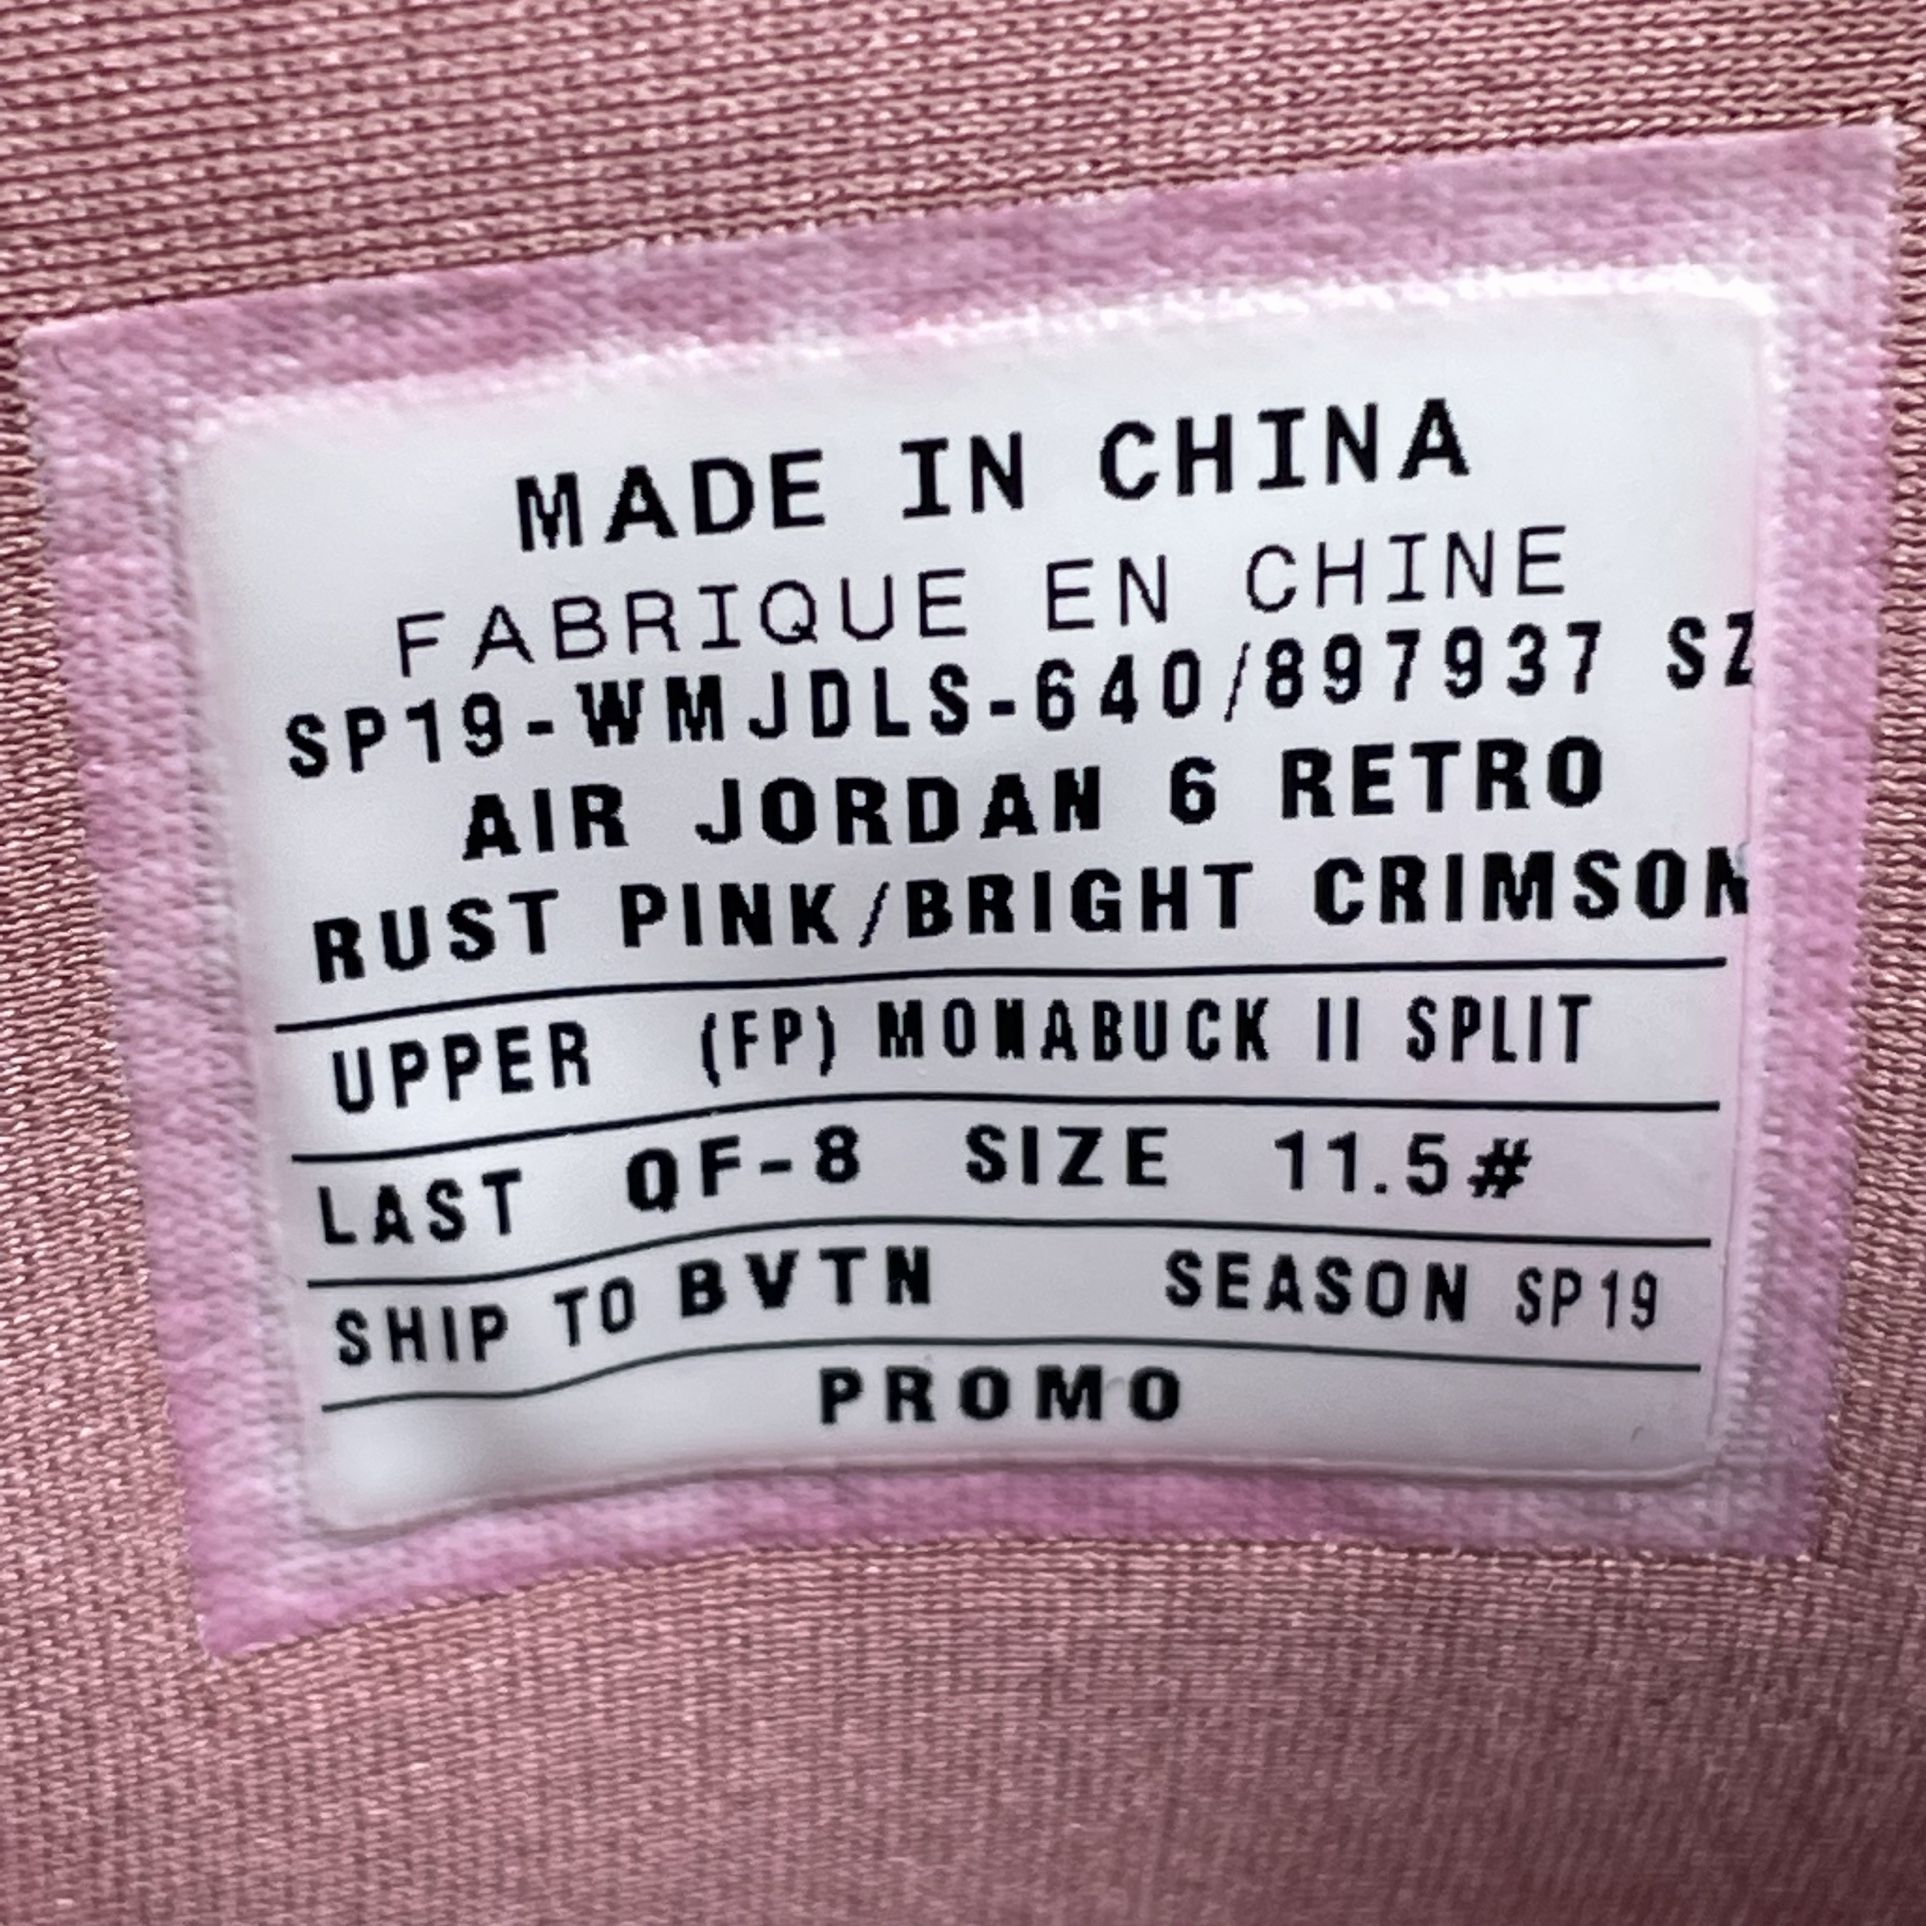 MADE IN CHINA
FABRIQUE EN CHINE
SP19-WMJDLS-640/897937 SZ
AIR JORDAN 6 RETRO
RUST PINK/BRIGHT CRIMSON
UPPER (FP) MONABUCK II SPLIT
LAST QF-8 SIZE 11.5#
SHIP TO BVTN SEASON SP19
PROMO